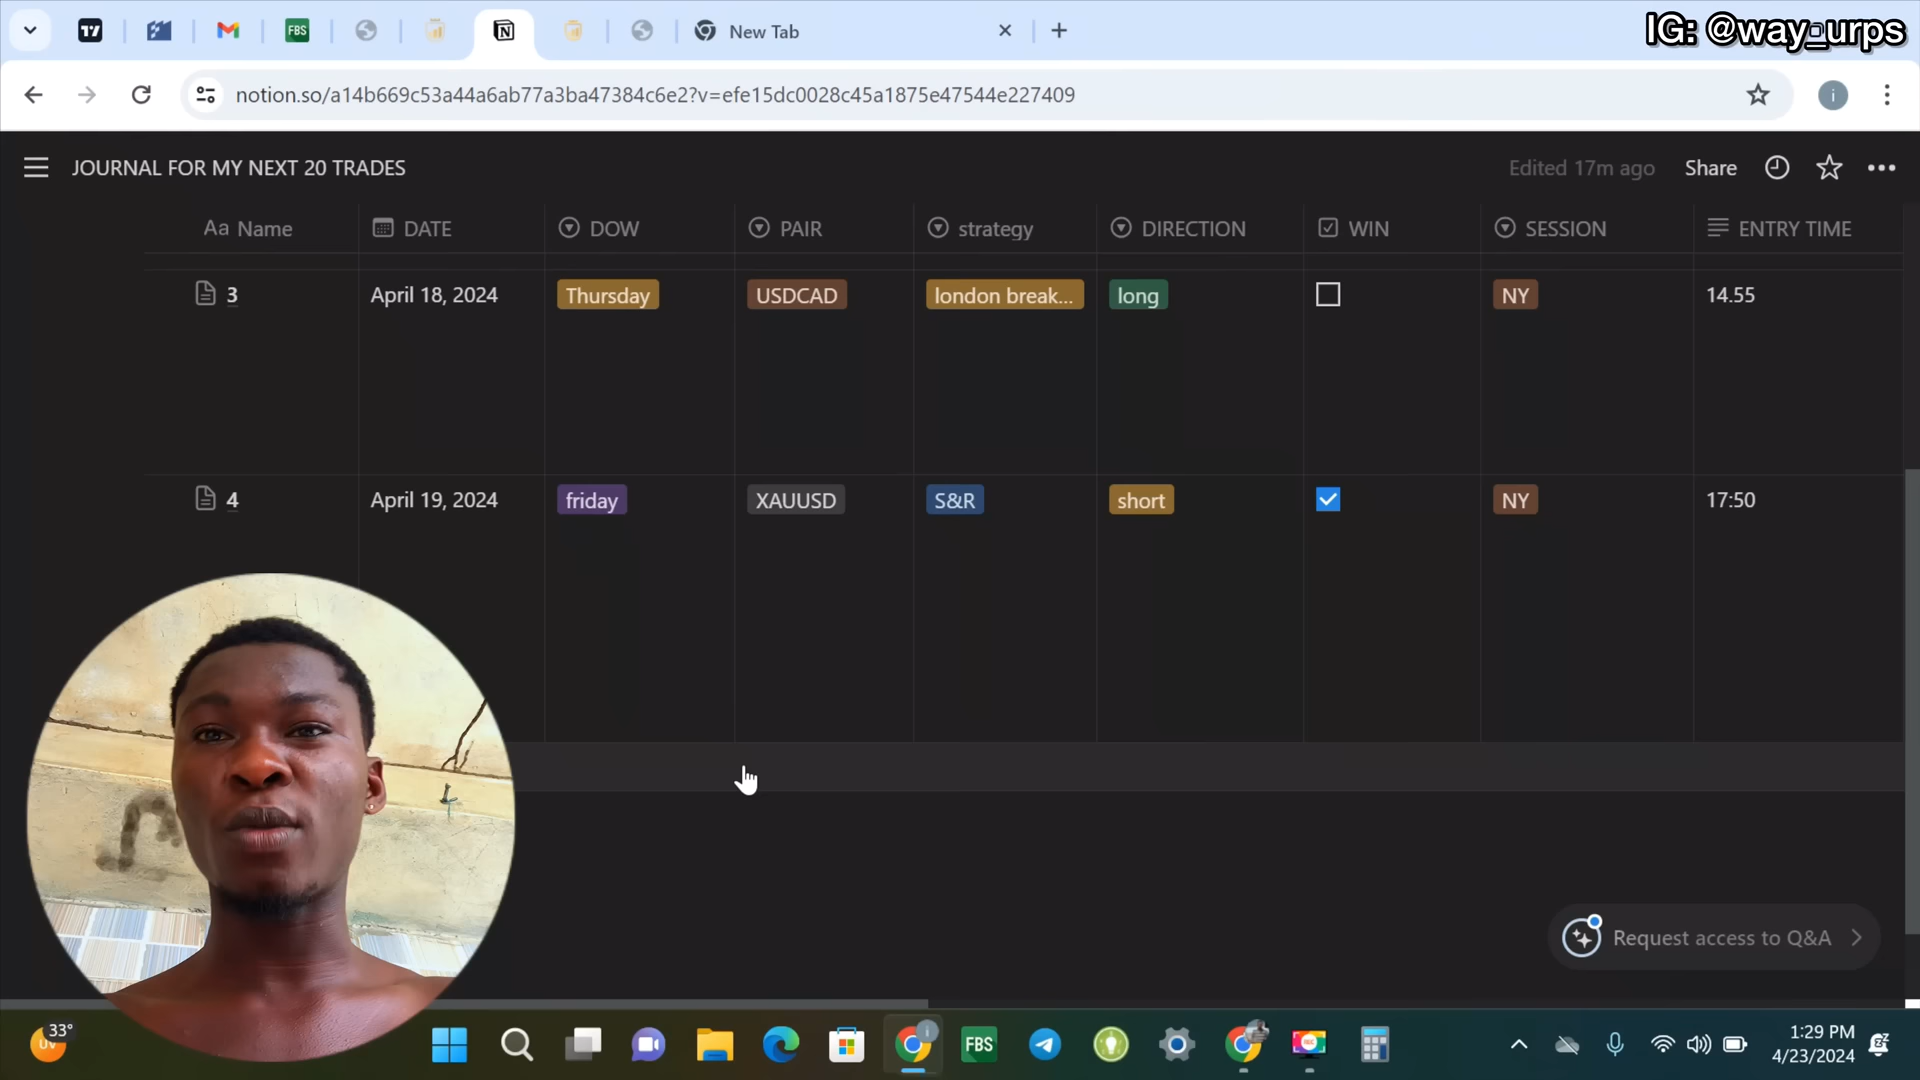 New Tab
IG: @way_urps
notion.so/a14b669c53a44a6ab77a3ba47384c6e2?v=efe15dc0028c45a1875e47544e227409
i
JOURNAL FOR MY NEXT 20 TRADES
Edited 17m ago
Share
Aa Name DATE DOW PAIR strategy DIRECTION WIN SESSION ENTRY TIME
3 April 18, 2024 Thursday USDCAD london break... long NY 14.55
4 April 19, 2024 friday XAUUSD S&R short NY 17:50
Request access to Q&A
33°
UV
FBS
1:29 PM
4/23/2024